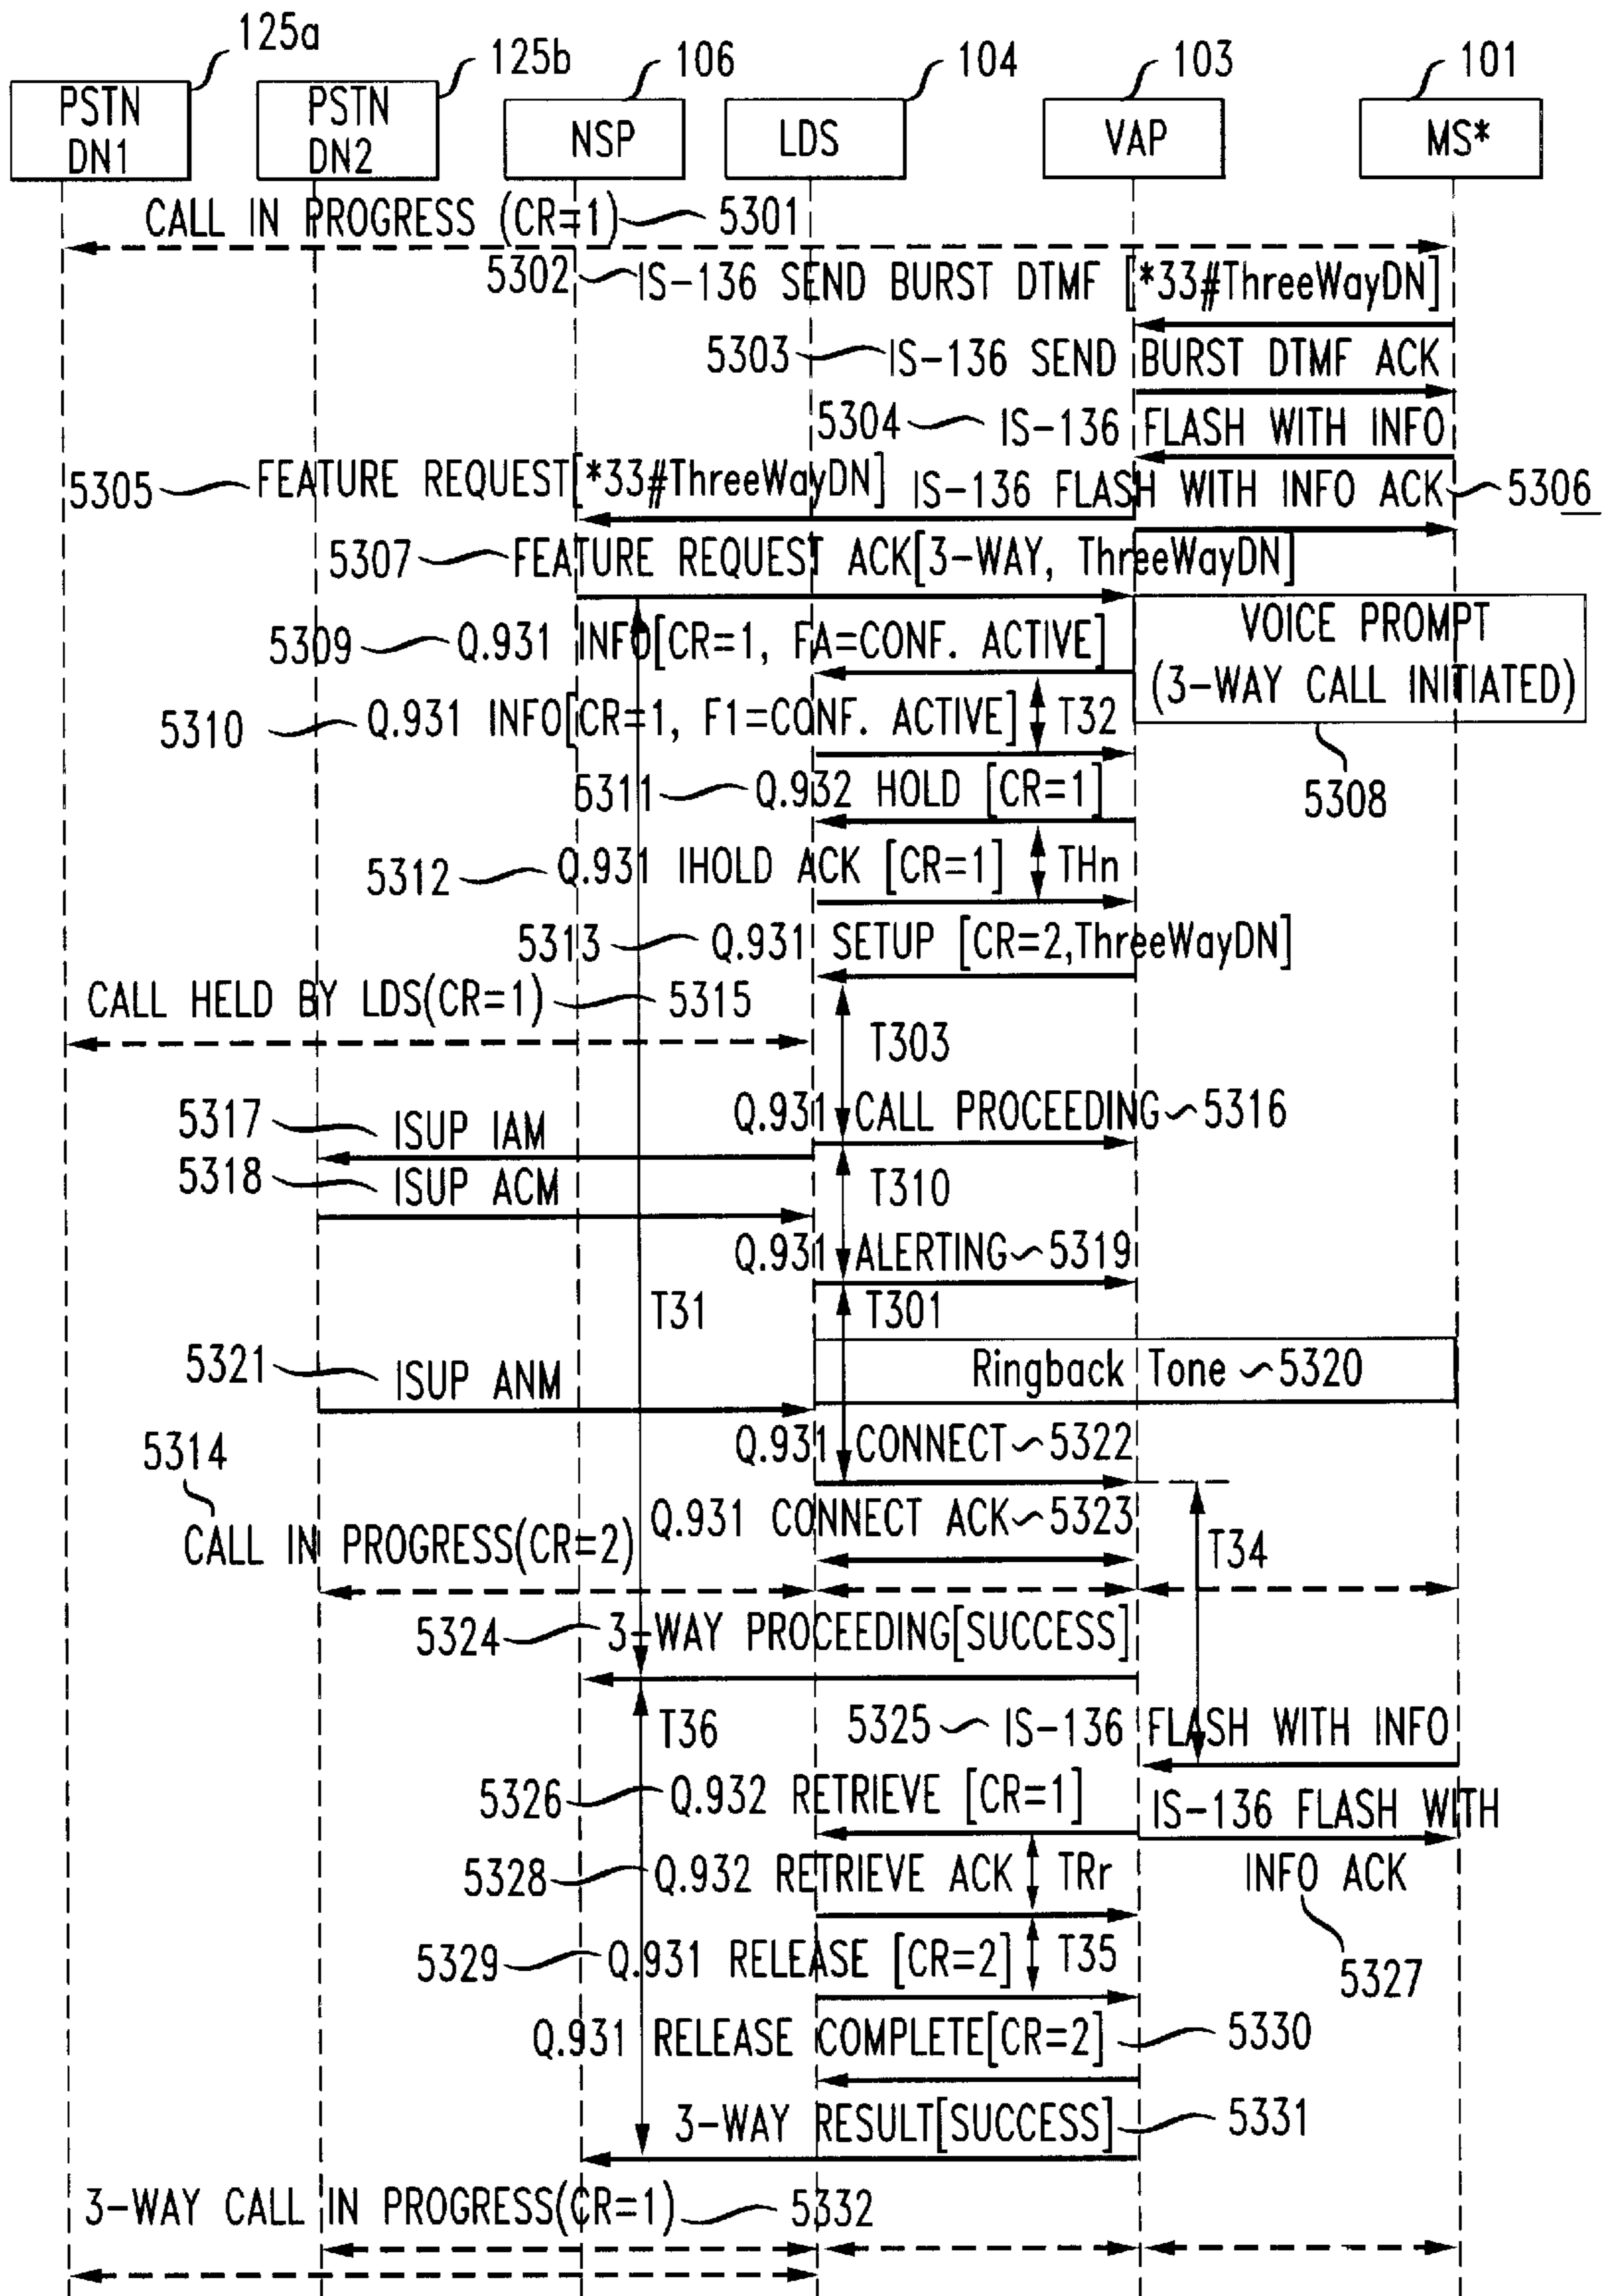 125a
125b
106
104
103
101
PSTN
DN1
PSTN
DN2
NSP
LDS
VAP
MS*
CALL IN PROGRESS (CR=1) 5301
5302 IS-136 SEND BURST DTMF [*33#ThreeWayDN]
5303 IS-136 SEND BURST DTMF ACK
5304 IS-136 FLASH WITH INFO
5305 FEATURE REQUEST[*33#ThreeWayDN] IS-136 FLASH WITH INFO ACK 5306
5307 FEATURE REQUEST ACK[3-WAY, ThreeWayDN]
VOICE PROMPT
(3-WAY CALL INITIATED)
5308
5309 Q.931 INFO[CR=1, FA=CONF. ACTIVE]
5310 Q.931 INFO[CR=1, F1=CONF. ACTIVE] T32
5311 Q.932 HOLD [CR=1]
5312 Q.931 IHOLD ACK [CR=1] THn
5313 Q.931 SETUP [CR=2,ThreeWayDN]
CALL HELD BY LDS(CR=1) 5315
T303
Q.931 CALL PROCEEDING 5316
5317 ISUP IAM
5318 ISUP ACM
T310
Q.931 ALERTING 5319
T31
T301
Ringback Tone 5320
5321 ISUP ANM
Q.931 CONNECT 5322
5314
CALL IN PROGRESS(CR=2)
Q.931 CONNECT ACK 5323
T34
5324 3-WAY PROCEEDING[SUCCESS]
T36
5325 IS-136 FLASH WITH INFO
5326 Q.932 RETRIEVE [CR=1]
IS-136 FLASH WITH
INFO ACK
5327
5328 Q.932 RETRIEVE ACK TRr
5329 Q.931 RELEASE [CR=2] T35
Q.931 RELEASE COMPLETE[CR=2] 5330
3-WAY RESULT[SUCCESS] 5331
3-WAY CALL IN PROGRESS(CR=1) 5332